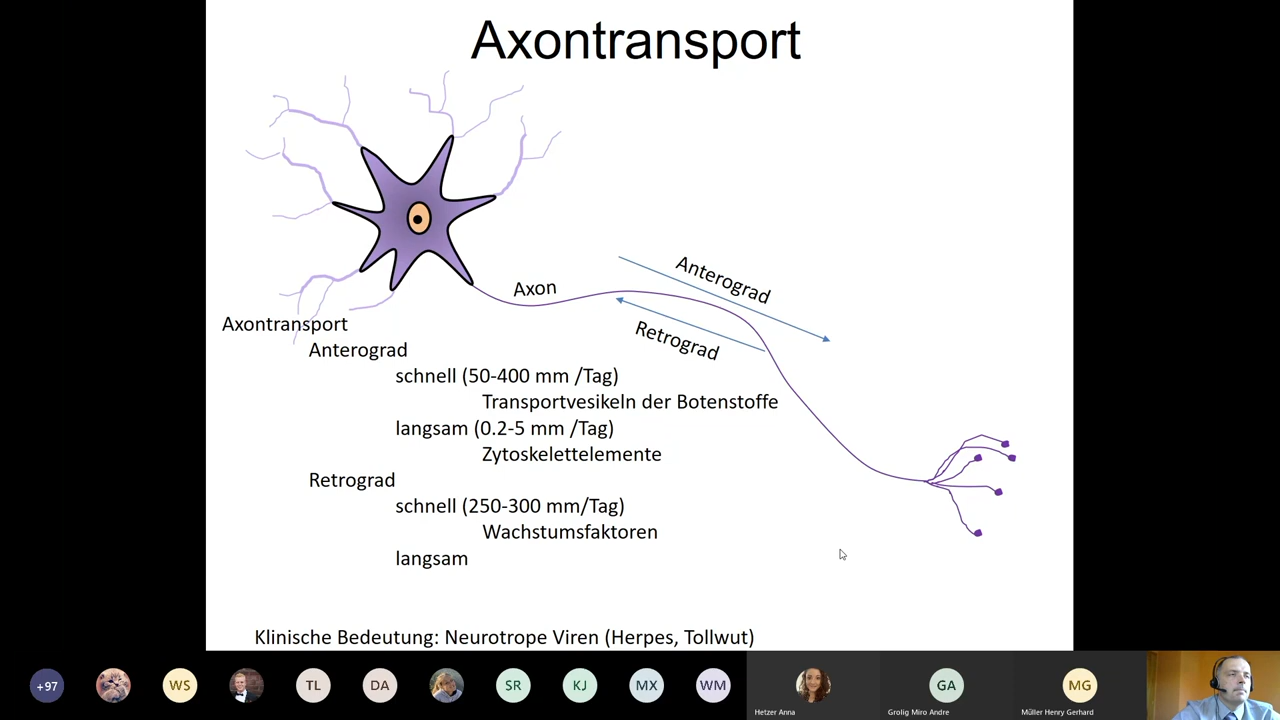 Axontransport
Axon
Anterograd
Retrograd
Axontransport
Anterograd
schnell (50-400 mm /Tag)
Transportvesikeln der Botenstoffe
langsam (0.2-5 mm /Tag)
Zytoskelettelemente
Retrograd
schnell (250-300 mm/Tag)
Wachstumsfaktoren
langsam
Klinische Bedeutung: Neurotrope Viren (Herpes, Tollwut)
+97
WS
TL
DA
SR
KJ
MX
WM
GA
MG
Hetzer Anna
Grolig Miro Andre
Müller Henry Gerhard